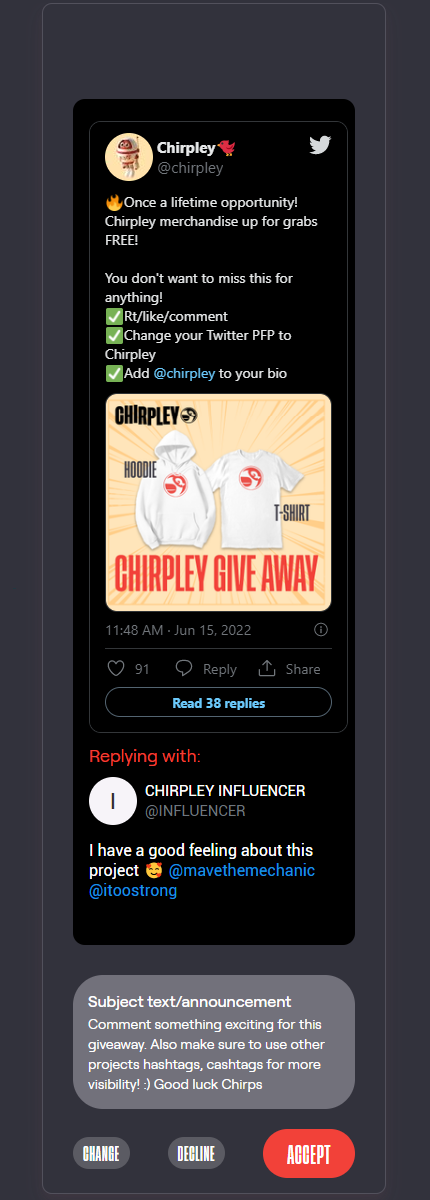 Chirpley
@chirpley
🔥Once a lifetime opportunity!
Chirpley merchandise up for grabs
FREE!
You don't want to miss this for
anything!
✅Rt/like/comment
✅Change your Twitter PFP to
Chirpley
✅Add @chirpley to your bio
CHIRPLEY
HOODIE
T-SHIRT
CHIRPLEY GIVE AWAY
11:48 AM · Jun 15, 2022
91 Reply Share
Read 38 replies
Replying with:
I
CHIRPLEY INFLUENCER
@INFLUENCER
I have a good feeling about this
project 🥰 @mavethemechanic
@itoostrong
Subject text/announcement
Comment something exciting for this
giveaway. Also make sure to use other
projects hashtags, cashtags for more
visibility! :) Good luck Chirps
CHANGE DECLINE ACCEPT